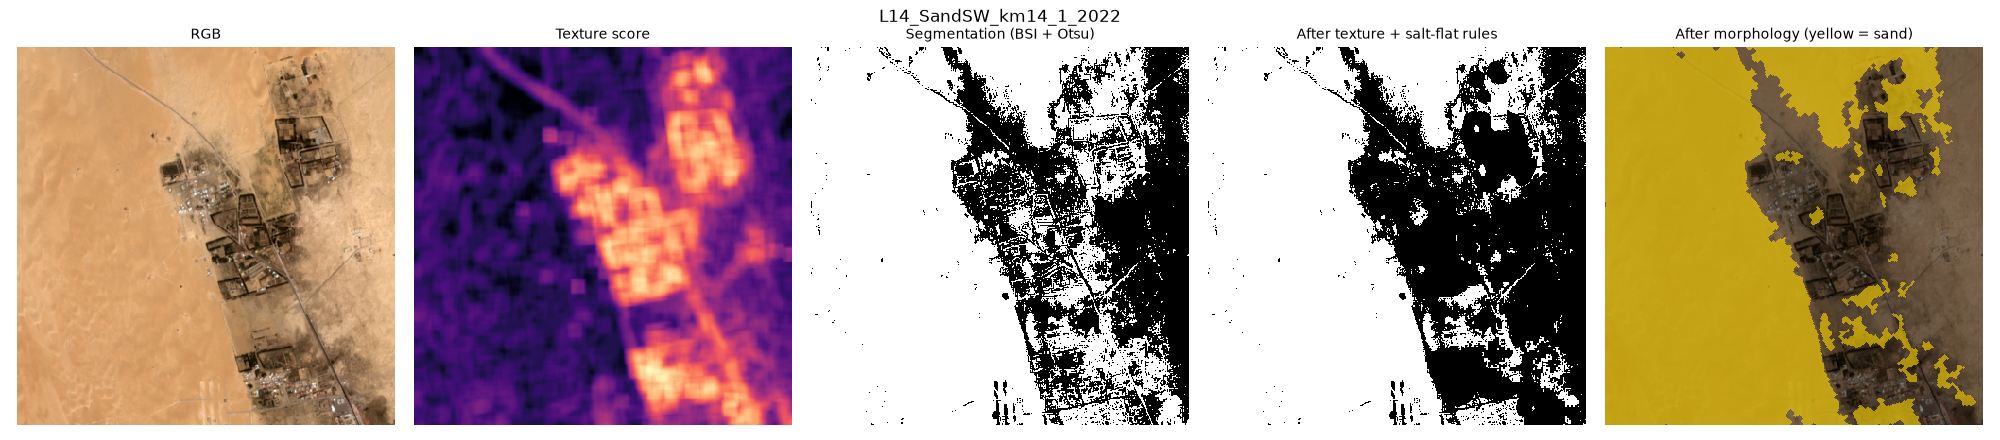 L14_SandSW_km14_1_2022
RGB
Texture score
Segmentation (BSI + Otsu)
After texture + salt-flat rules
After morphology (yellow = sand)